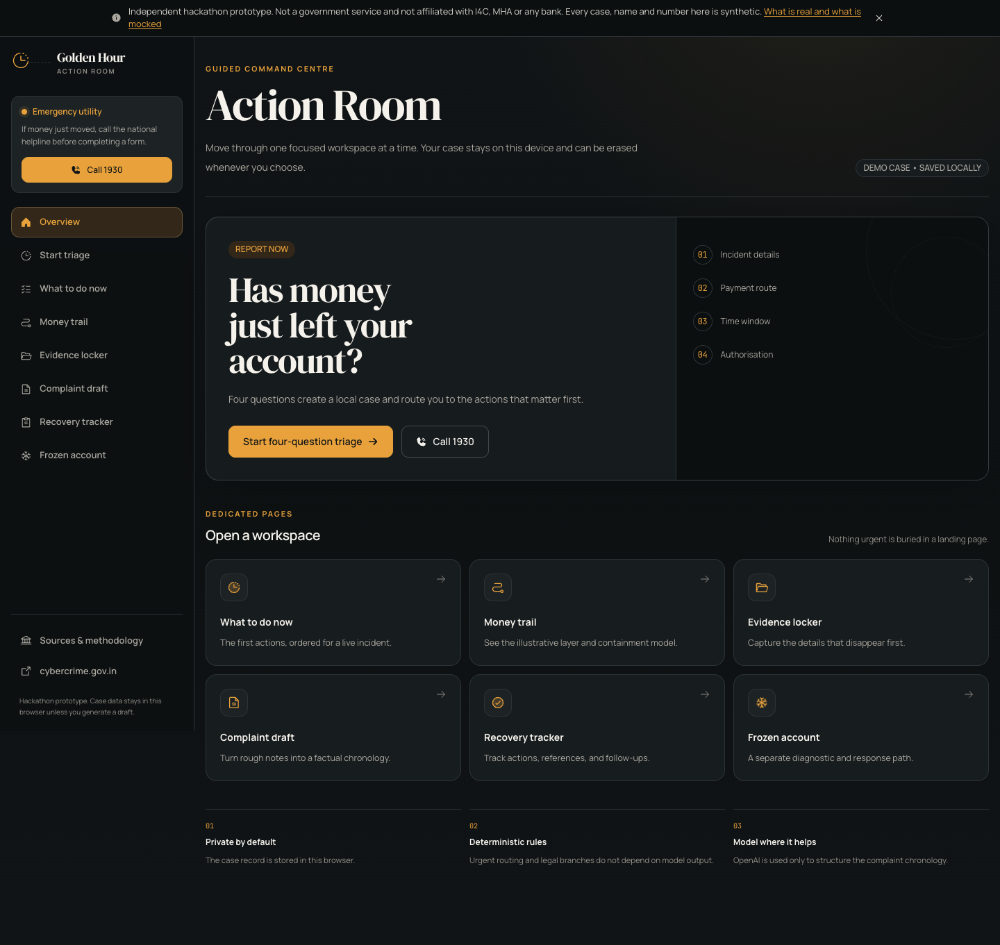 Independent hackathon prototype. Not a government service and not affiliated with I4C, MHA or any bank. Every case, name and number here is synthetic. What is real and what is
mocked
Golden Hour
ACTION ROOM
Emergency utility
If money just moved, call the national
helpline before completing a form.
Call 1930
Overview
Start triage
What to do now
Money trail
Evidence locker
Complaint draft
Recovery tracker
Frozen account
Sources & methodology
cybercrime.gov.in
Hackathon prototype. Case data stays in this
browser unless you generate a draft.
GUIDED COMMAND CENTRE
Action Room
Move through one focused workspace at a time. Your case stays on this device and can be erased
whenever you choose.
DEMO CASE • SAVED LOCALLY
REPORT NOW
Has money
just left your
account?
Four questions create a local case and route you to the actions that matter first.
Start four-question triage
Call 1930
01 Incident details
02 Payment route
03 Time window
04 Authorisation
DEDICATED PAGES
Open a workspace
Nothing urgent is buried in a landing page.
What to do now
The first actions, ordered for a live incident.
Money trail
See the illustrative layer and containment model.
Evidence locker
Capture the details that disappear first.
Complaint draft
Turn rough notes into a factual chronology.
Recovery tracker
Track actions, references, and follow-ups.
Frozen account
A separate diagnostic and response path.
01
Private by default
The case record is stored in this browser.
02
Deterministic rules
Urgent routing and legal branches do not depend on model output.
03
Model where it helps
OpenAI is used only to structure the complaint chronology.